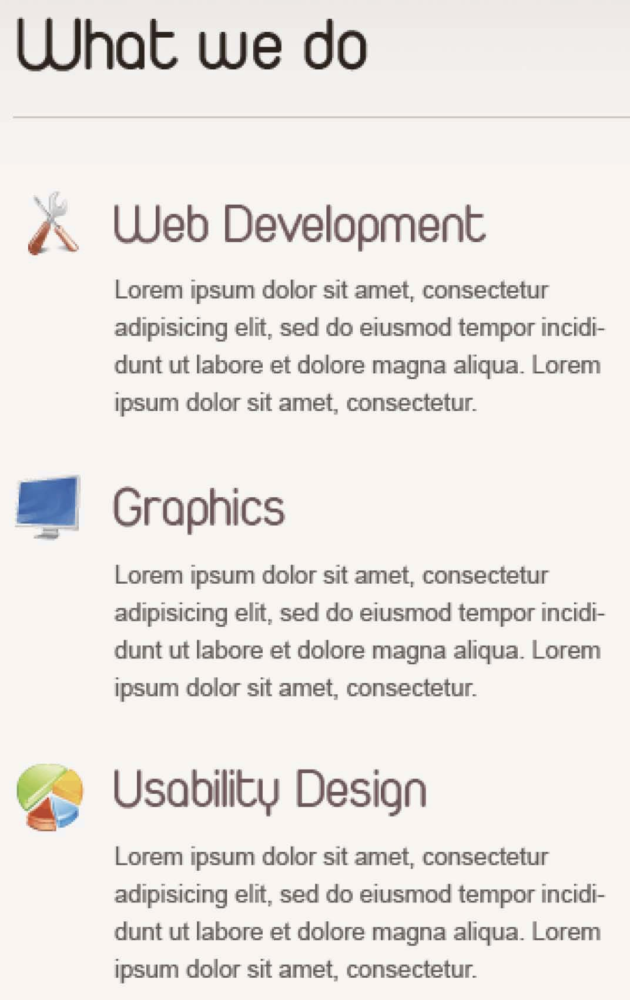 What we do
Web Development
Lorem ipsum dolor sit amet, consectetur
adipisicing elit, sed do eiusmod tempor incidi-
dunt ut labore et dolore magna aliqua. Lorem
ipsum dolor sit amet, consectetur.
Graphics
Lorem ipsum dolor sit amet, consectetur
adipisicing elit, sed do eiusmod tempor incidi-
dunt ut labore et dolore magna aliqua. Lorem
ipsum dolor sit amet, consectetur.
Usability Design
Lorem ipsum dolor sit amet, consectetur
adipisicing elit, sed do eiusmod tempor incidi-
dunt ut labore et dolore magna aliqua. Lorem
ipsum dolor sit amet, consectetur.